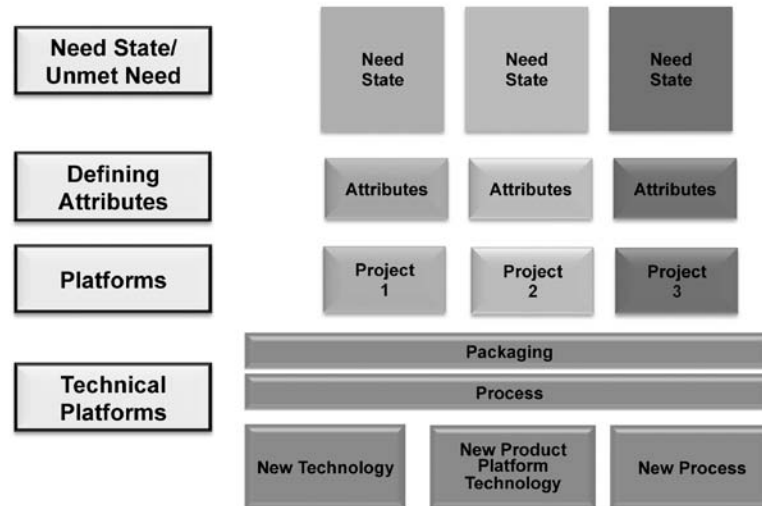 Need State/
Unmet Need
Need
State
Need
State
Need
State
Defining
Attributes
Attributes
Attributes
Attributes
Platforms
Project
1
Project
2
Project
3
Technical
Platforms
Packaging
Process
New Technology
New Product
Platform
Technology
New Process